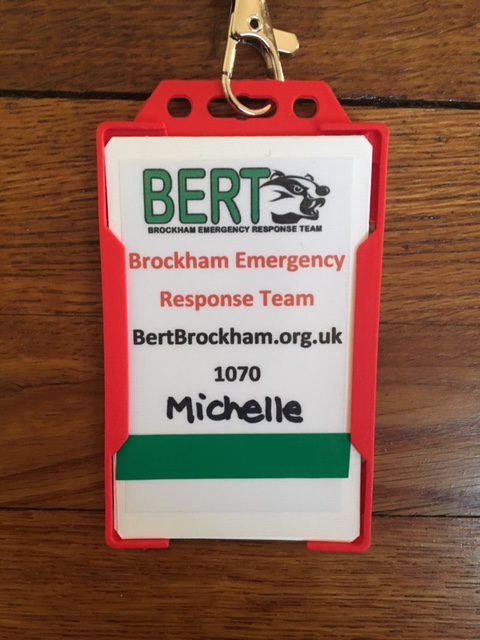 BERT
BROCKHAM EMERGENCY RESPONSE TEAM
Brockham Emergency
Response Team
BertBrockham.org.uk
1070
Michelle